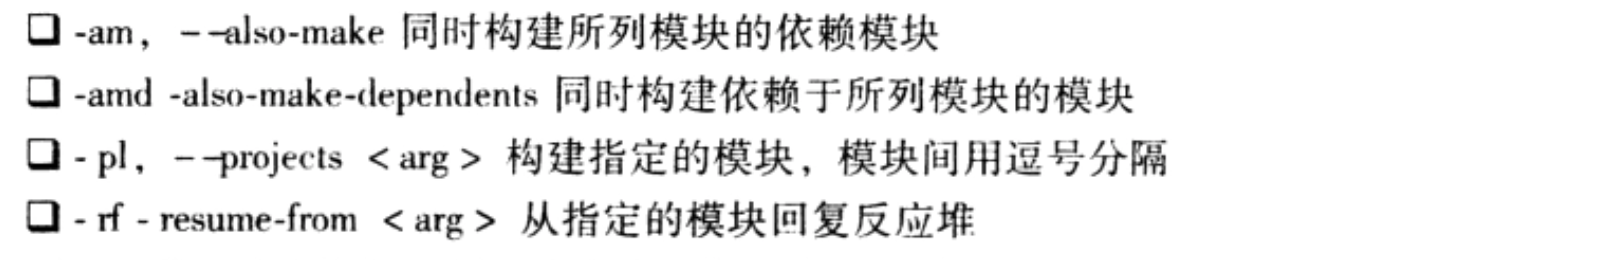 ❑ -am，--also-make 同时构建所列模块的依赖模块
❑ -amd -also-make-dependents 同时构建依赖于所列模块的模块
❑ -pl，--projects <arg> 构建指定的模块，模块间用逗号分隔
❑ -rf -resume-from <arg> 从指定的模块回复反应堆